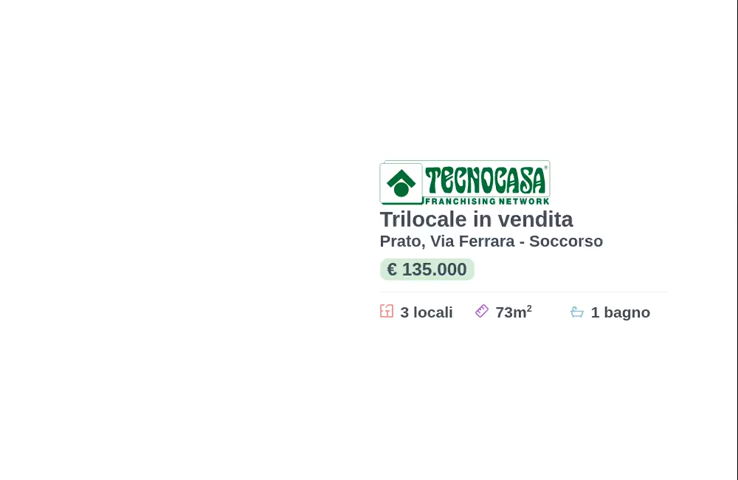 TECNOCASA®
FRANCHISING NETWORK
Trilocale in vendita
Prato, Via Ferrara - Soccorso
€ 135.000
3 locali 73m² 1 bagno